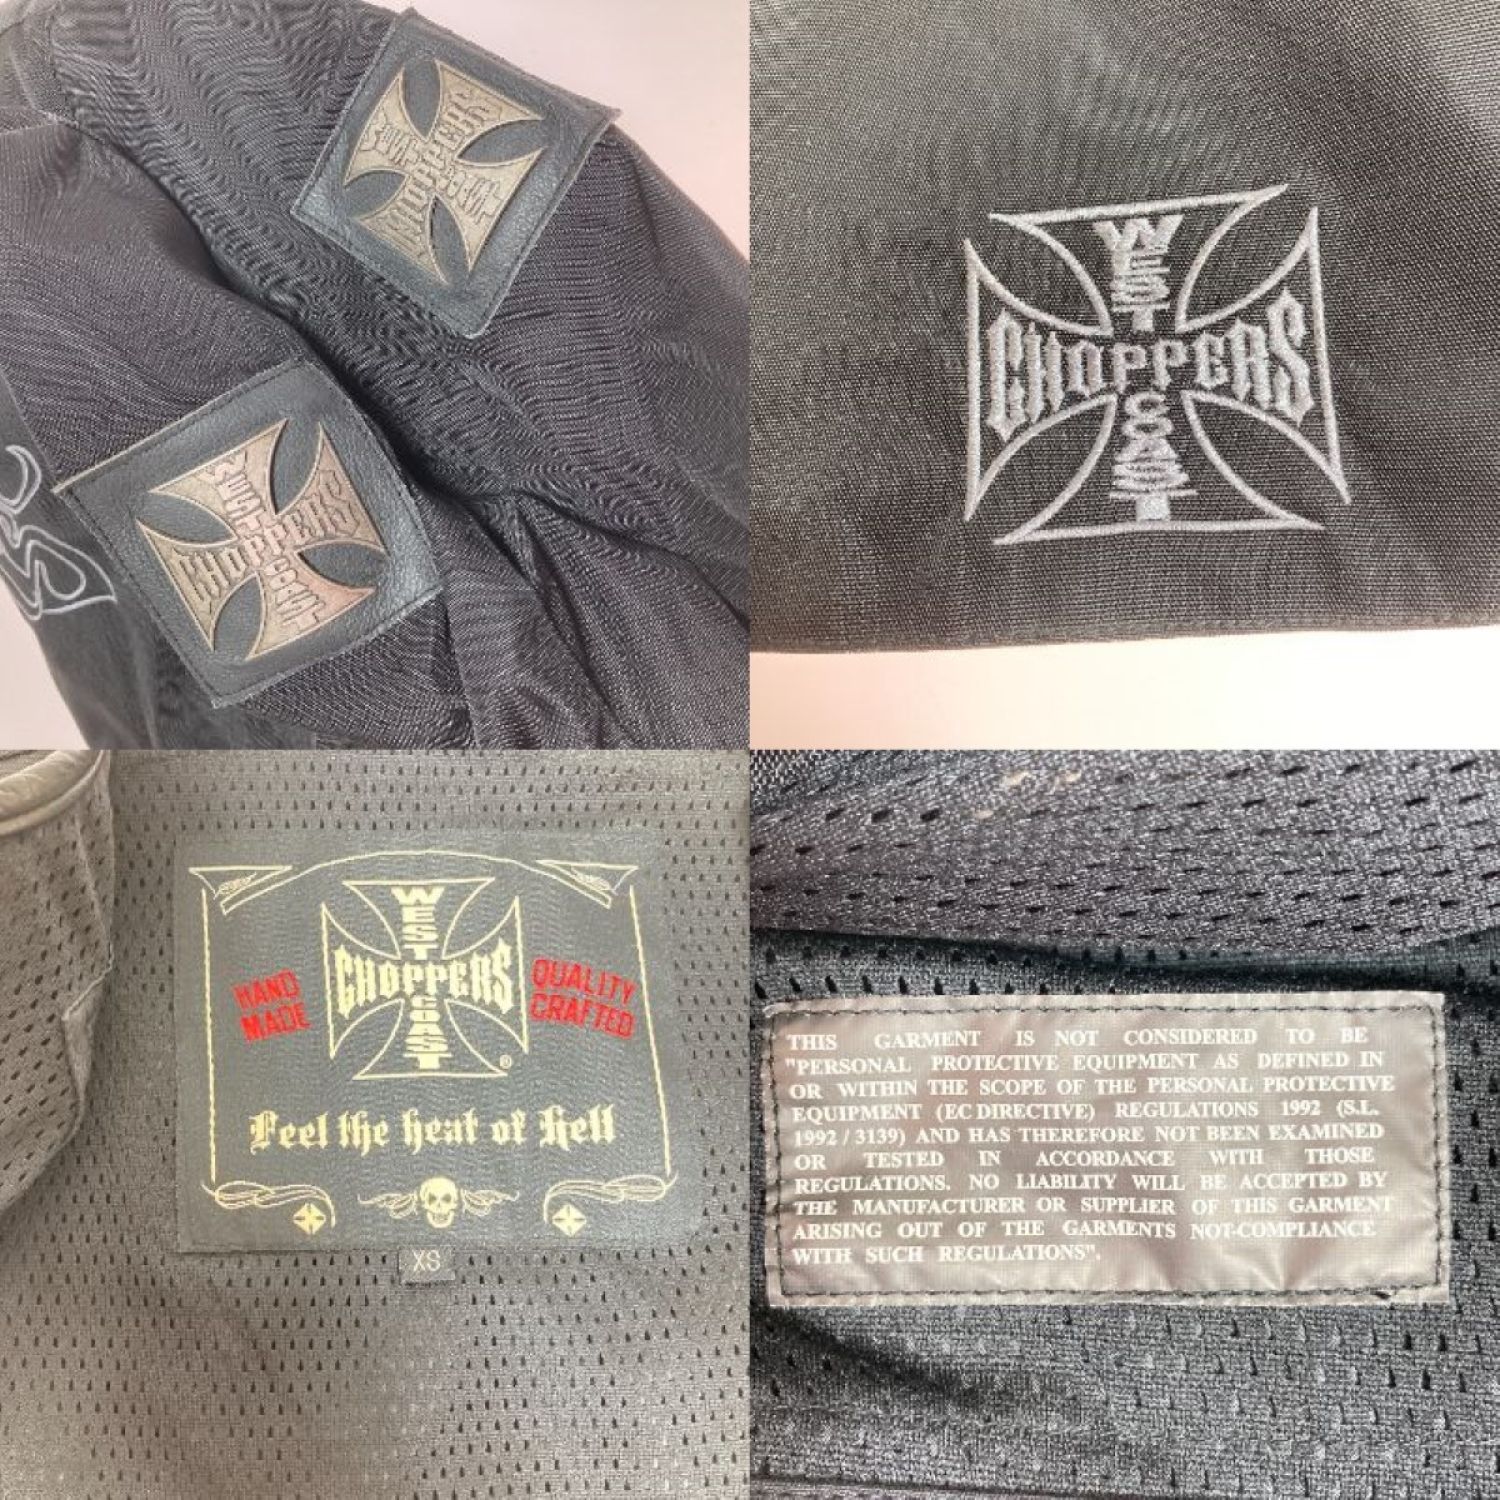 WEST
CHOPPERS
COAST
WEST
CHOPPERS
COAST
WEST
CHOPPERS
COAST
WEST
CHOPPERS
COAST
HAND
MADE
QUALITY
CRAFTED
®
Feel the heat of hell
XS
THIS GARMENT IS NOT CONSIDERED TO BE
"PERSONAL PROTECTIVE EQUIPMENT AS DEFINED IN
OR WITHIN THE SCOPE OF THE PERSONAL PROTECTIVE
EQUIPMENT (EC DIRECTIVE) REGULATIONS 1992 (S.L.
1992 / 3139) AND HAS THEREFORE NOT BEEN EXAMINED
OR TESTED IN ACCORDANCE WITH THOSE
REGULATIONS. NO LIABILITY WILL BE ACCEPTED BY
THE MANUFACTURER OR SUPPLIER OF THIS GARMENT
ARISING OUT OF THE GARMENTS NOT-COMPLIANCE
WITH SUCH REGULATIONS".